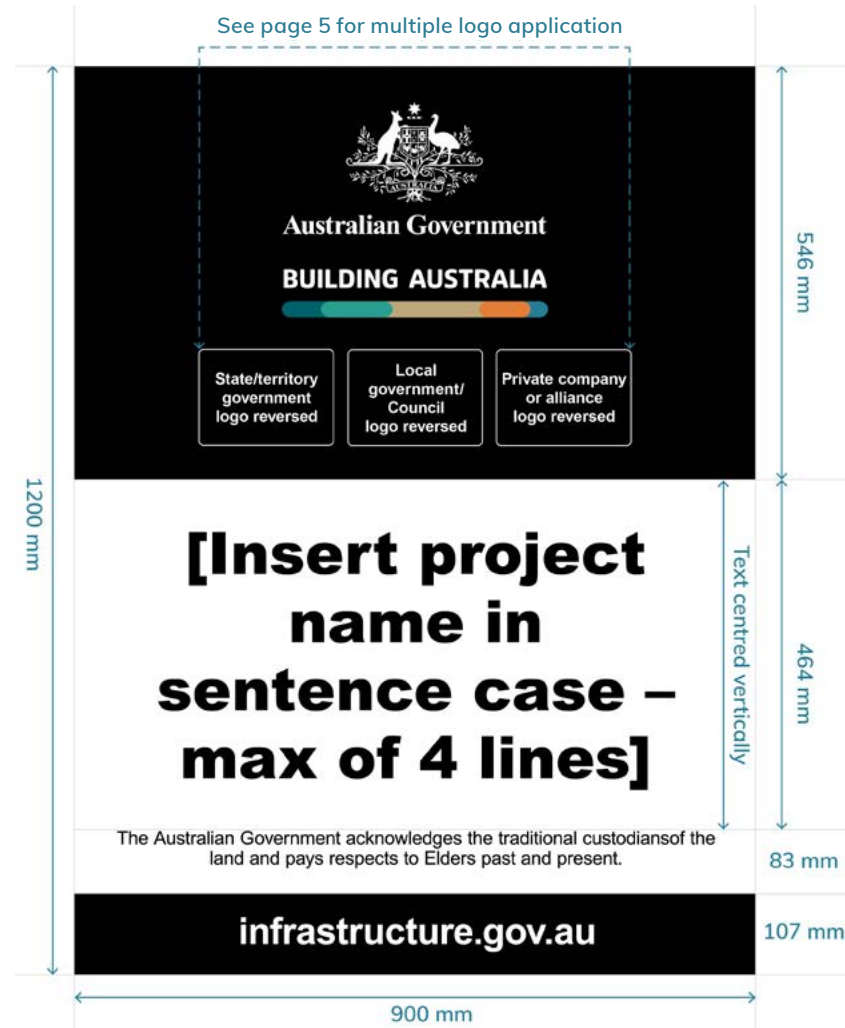 See page 5 for multiple logo application
AUSTRALIA
Australian Government
BUILDING AUSTRALIA
State/territory
government
logo reversed
Local
government/
Council
logo reversed
Private company
or alliance
logo reversed
546 mm
1200 mm
[Insert project
name in
sentence case –
max of 4 lines]
Text centred vertically
464 mm
The Australian Government acknowledges the traditional custodiansof the
land and pays respects to Elders past and present.
83 mm
infrastructure.gov.au
107 mm
900 mm